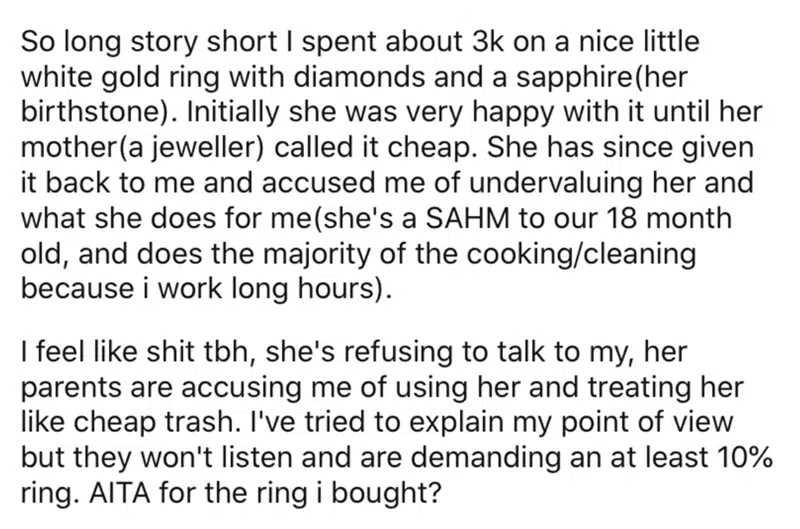 So long story short I spent about 3k on a nice little
white gold ring with diamonds and a sapphire(her
birthstone). Initially she was very happy with it until her
mother(a jeweller) called it cheap. She has since given
it back to me and accused me of undervaluing her and
what she does for me(she's a SAHM to our 18 month
old, and does the majority of the cooking/cleaning
because i work long hours).
I feel like shit tbh, she's refusing to talk to my, her
parents are accusing me of using her and treating her
like cheap trash. I've tried to explain my point of view
but they won't listen and are demanding an at least 10%
ring. AITA for the ring i bought?